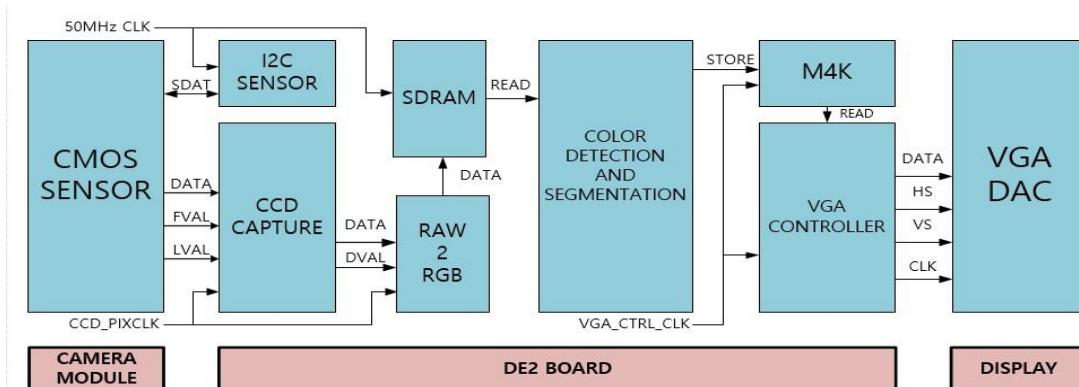 50MHz CLK
CMOS
SENSOR
SDAT
I2C
SENSOR
SDRAM
READ
COLOR
DETECTION
AND
SEGMENTATION
STORE
M4K
READ
VGA
DAC
DATA
FVAL
LVAL
CCD
CAPTURE
DATA
DVAL
DATA
RAW
2
RGB
VGA
CONTROLLER
DATA
HS
VS
CLK
CCD_PIXCLK
VGA_CTRL_CLK
CAMERA
MODULE
DE2 BOARD
DISPLAY